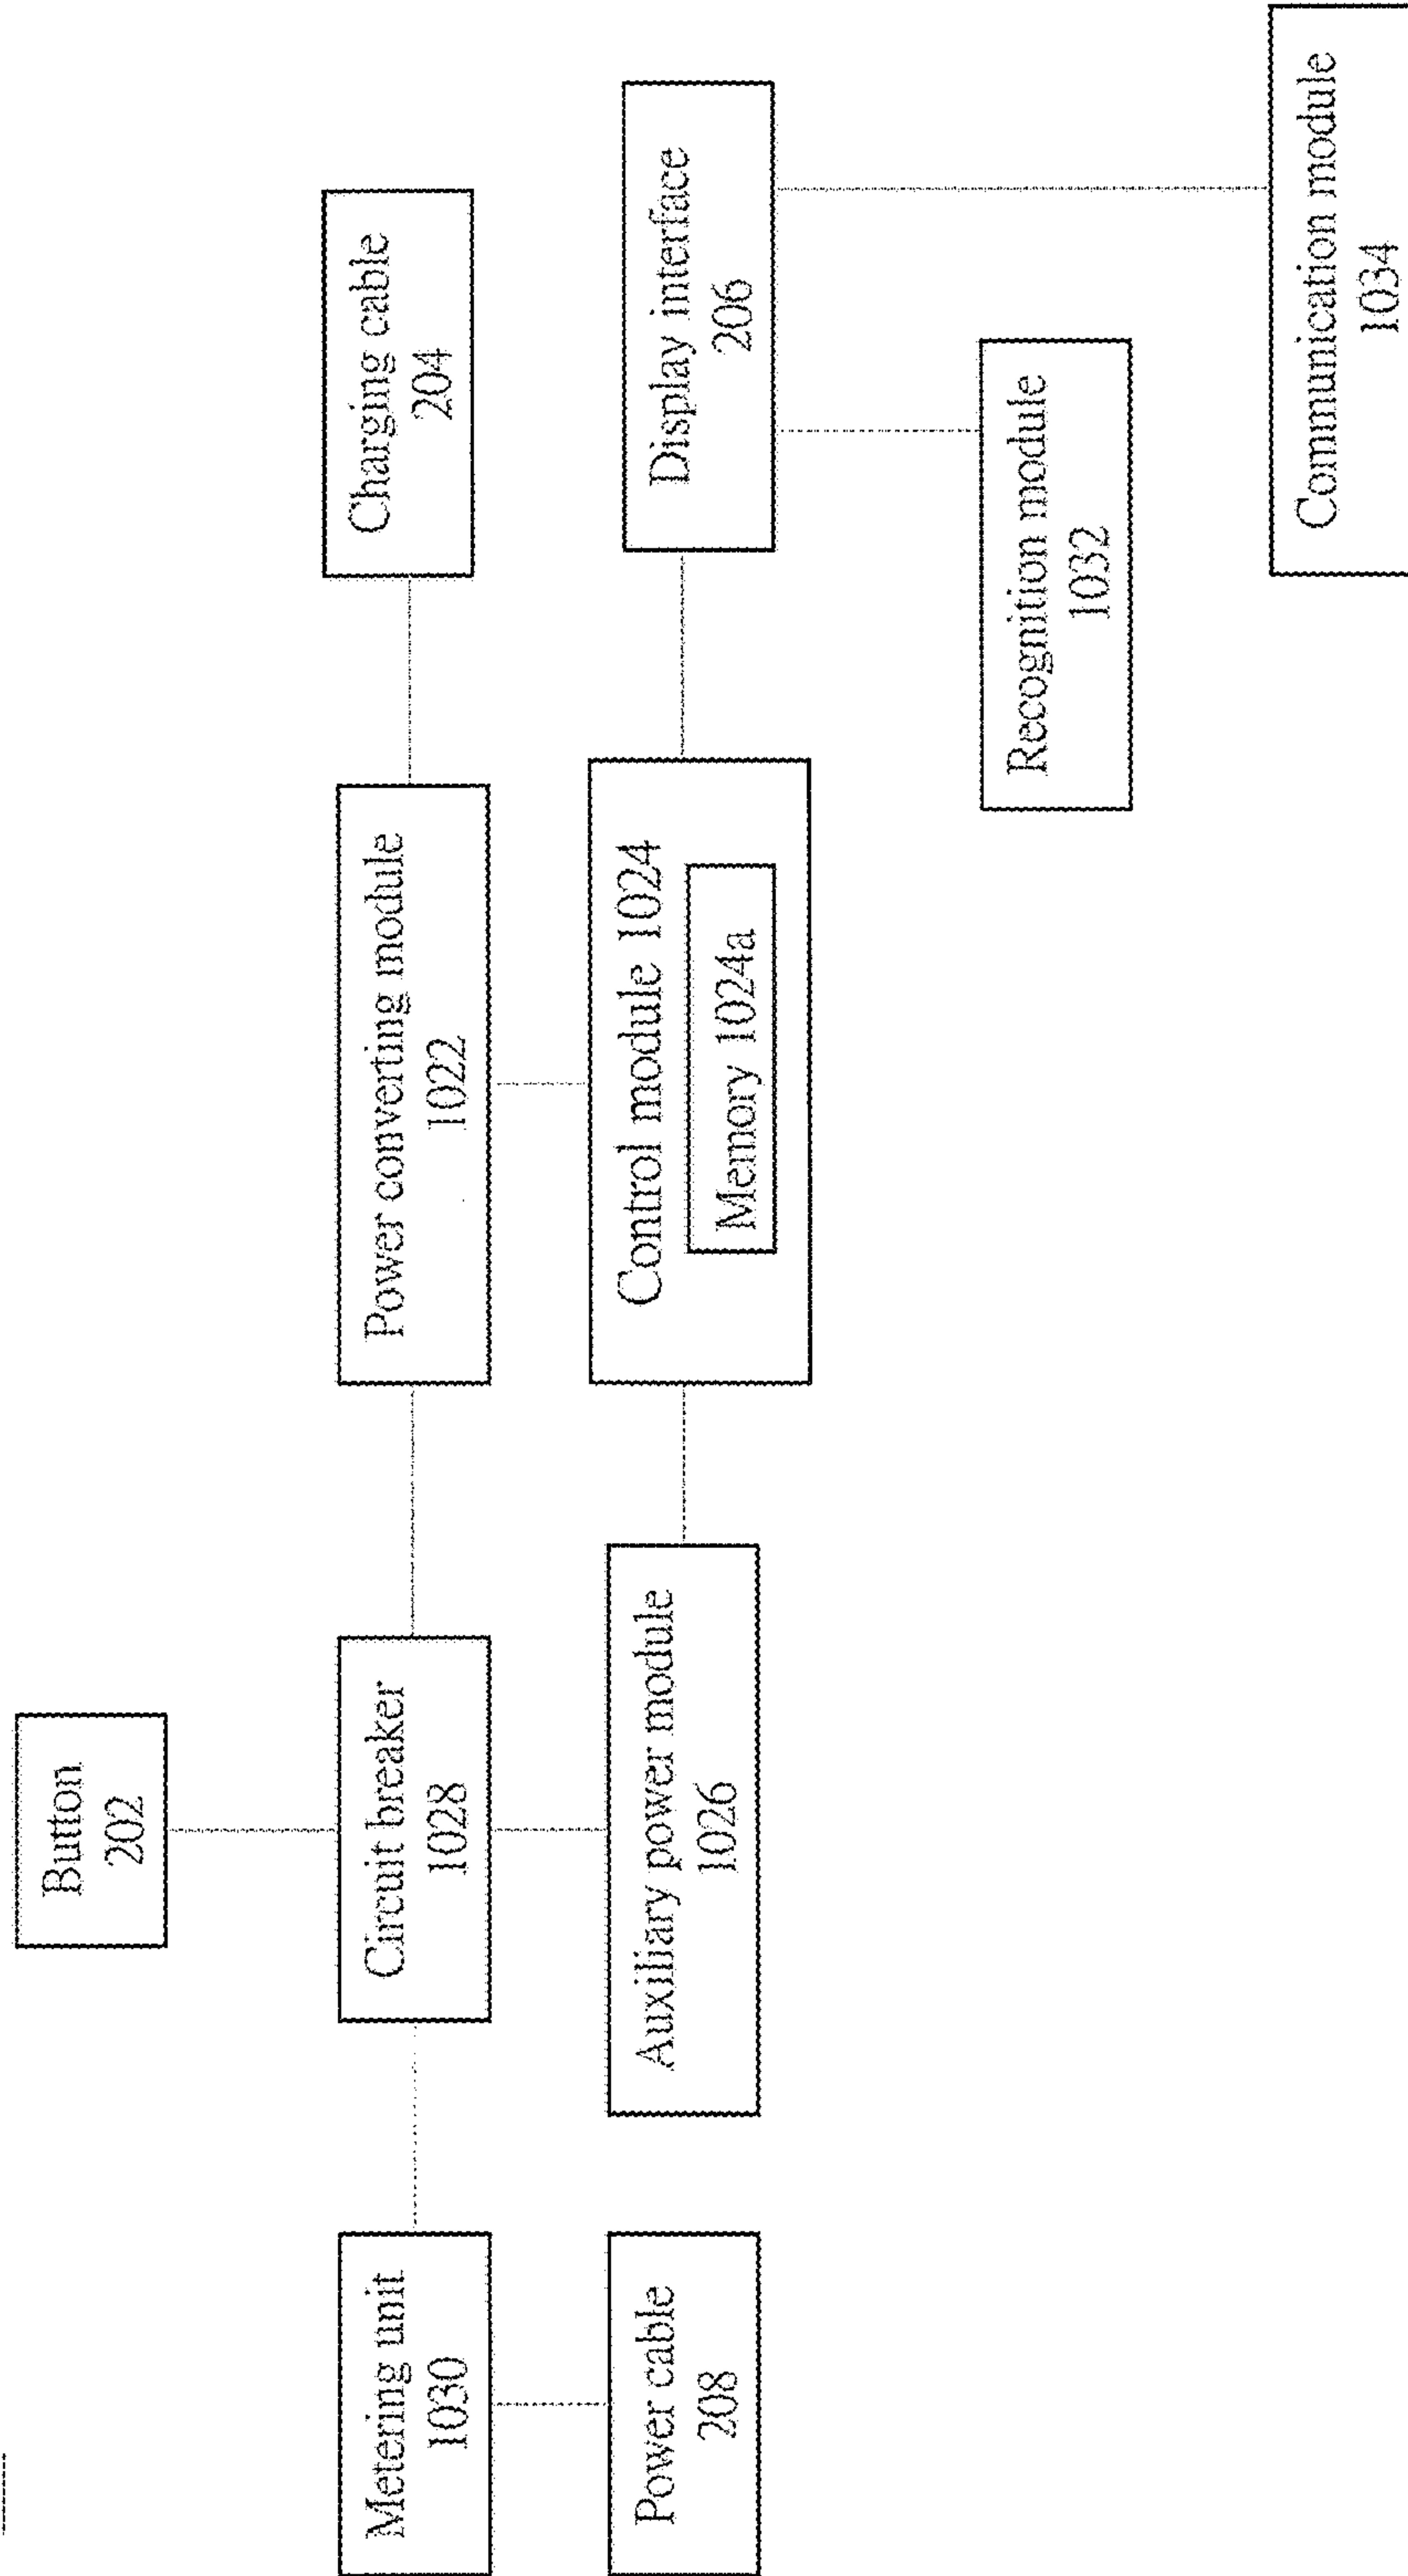 Button
202
Metering unit
1030
Circuit breaker
1028
Power converting module
1022
Charging cable
204
Power cable
208
Auxiliary power module
1026
Control module 1024
Memory 1024a
Display interface
206
Recognition module
1032
Communication module
1034